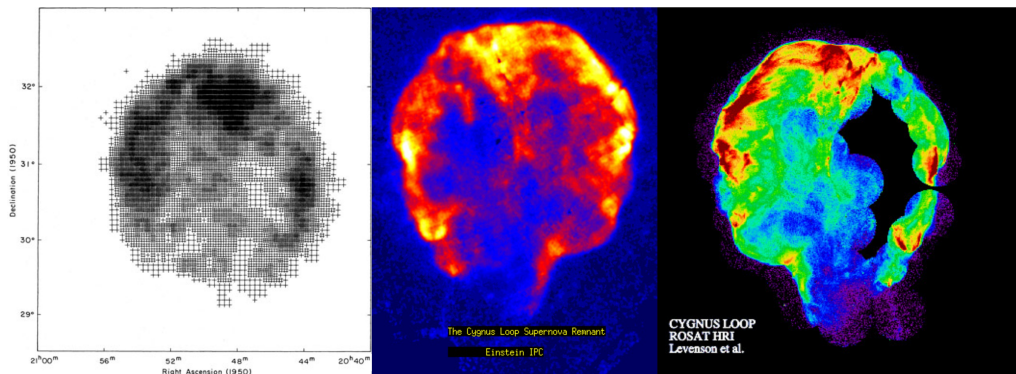 32°
31°
30°
29°
Declination (1950)
21ʰ00ᵐ
56ᵐ
52ᵐ
48ᵐ
44ᵐ
20ʰ40ᵐ
Right Ascension (1950)
The Cygnus Loop Supernova Remnant
Einstein IPC
CYGNUS LOOP
ROSAT HRI
Levenson et al.